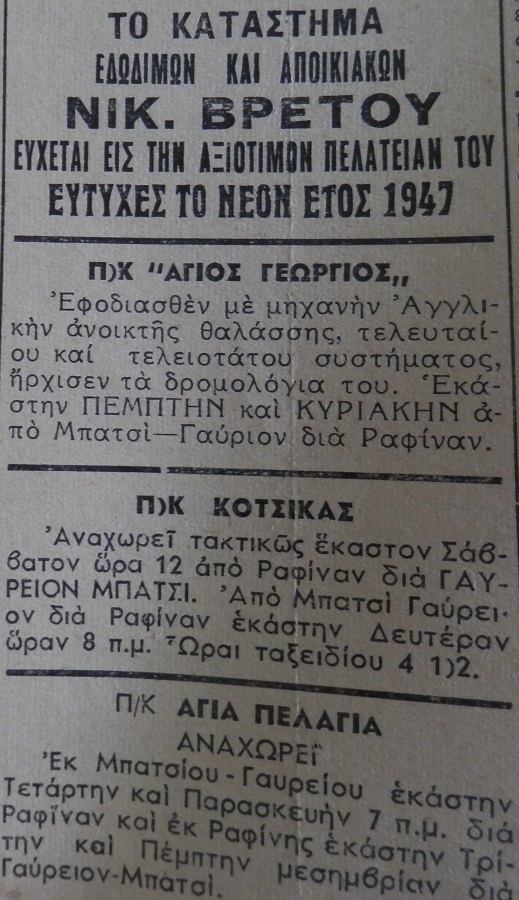 ΤΟ ΚΑΤΑΣΤΗΜΑ
ΕΔΩΔΙΜΩΝ ΚΑΙ ΑΠΟΙΚΙΑΚΩΝ
ΝΙΚ. ΒΡΕΤΟΥ
ΕΥΧΕΤΑΙ ΕΙΣ ΤΗΝ ΑΞΙΟΤΙΜΟΝ ΠΕΛΑΤΕΙΑΝ ΤΟΥ
ΕΥΤΥΧΕΣ ΤΟ ΝΕΟΝ ΕΤΟΣ 1947
Π)Κ "ΑΓΙΟΣ ΓΕΩΡΓΙΟΣ,,
Ἐφοδιασθὲν μὲ μηχανὴν Ἀγγλι-
κὴν ἀνοικτῆς θαλάσσης, τελευταί-
ου καί τελειοτάτου συστήματος,
ἤρχισεν τὰ δρομολόγια του. Ἑκά-
στην ΠΕΜΠΤΗΝ καὶ ΚΥΡΙΑΚΗΝ ἀ-
πὸ Μπατσὶ—Γαύριον διὰ Ραφίναν.
Π)Κ ΚΟΤΣΙΚΑΣ
Ἀναχωρεῖ τακτικῶς ἕκαστον Σάβ-
βατον ὥρα 12 ἀπὸ Ραφίναν διὰ ΓΑΥ-
ΡΕΙΟΝ ΜΠΑΤΣΙ. Ἀπὸ Μπατσὶ Γαύρει-
ον διὰ Ραφίναν ἑκάστην Δευτέραν
ὥραν 8 π.μ. Ὧραι ταξειδίου 4 1)2.
Π/Κ ΑΓΙΑ ΠΕΛΑΓΙΑ
ΑΝΑΧΩΡΕΪ
Ἐκ Μπατσίου-Γαυρείου ἑκάστην
Τετάρτην καὶ Παρασκευὴν 7 π.μ. διὰ
Ραφῖναν καὶ ἐκ Ραφίνης ἑκάστην Τρί-
την καὶ Πέμπτην μεσημβρίαν διὰ
Γαύρειον-Μπατσί.